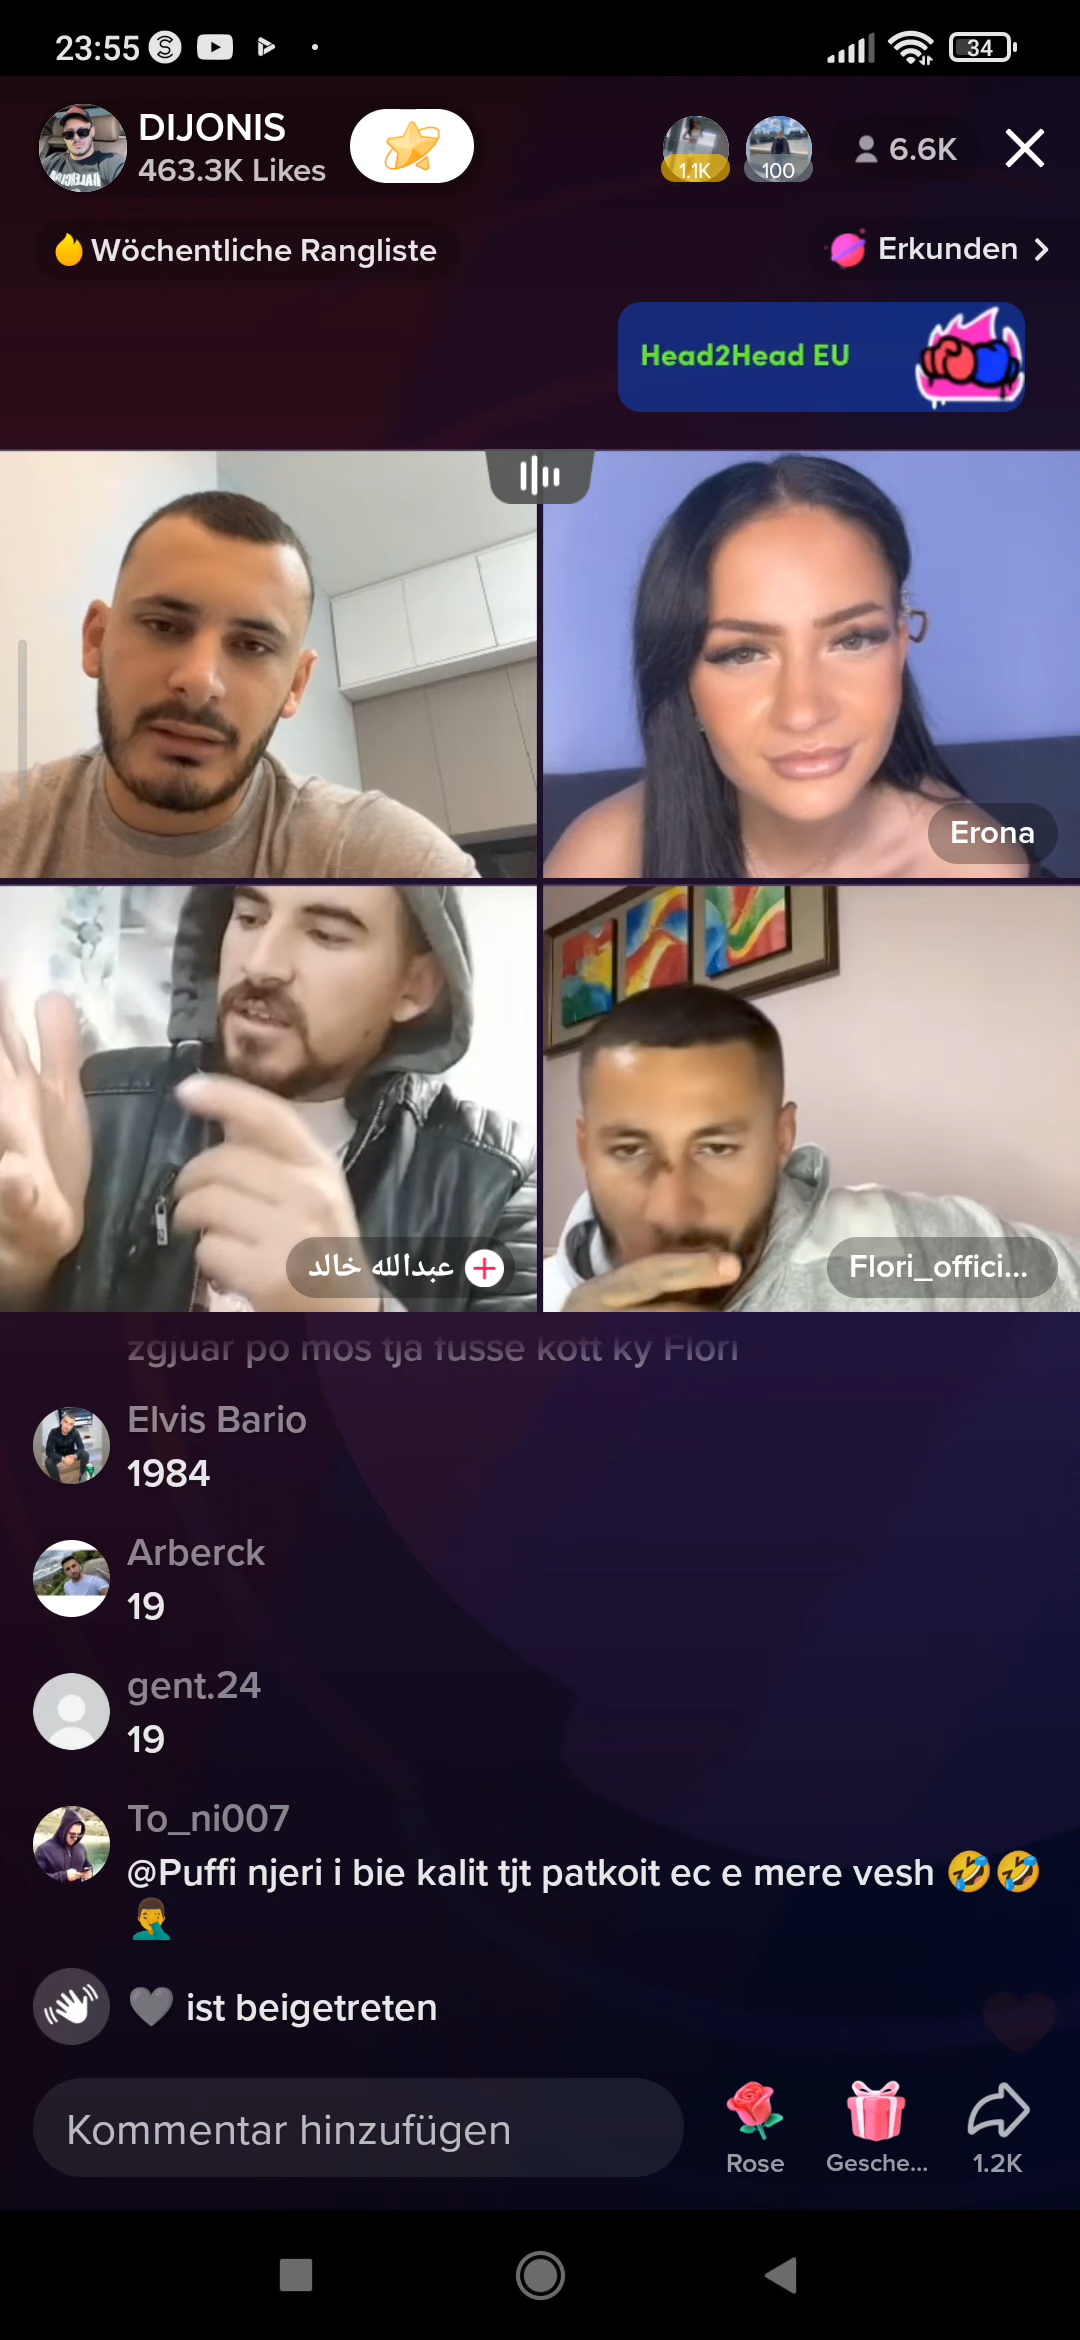 23:55
34
DIJONIS
463.3K Likes
1.1K
100
6.6K
Wöchentliche Rangliste
Erkunden
Head2Head EU
Erona
عبدالله خالد
Flori_offici...
zgjuar po mos tja fusse kott ky Flori
Elvis Bario
1984
Arberck
19
gent.24
19
To_ni007
@Puffi njeri i bie kalit tjt patkoit ec e mere vesh 🤣🤣
🤦‍♂️
🩶 ist beigetreten
Kommentar hinzufügen
Rose
Gesche...
1.2K